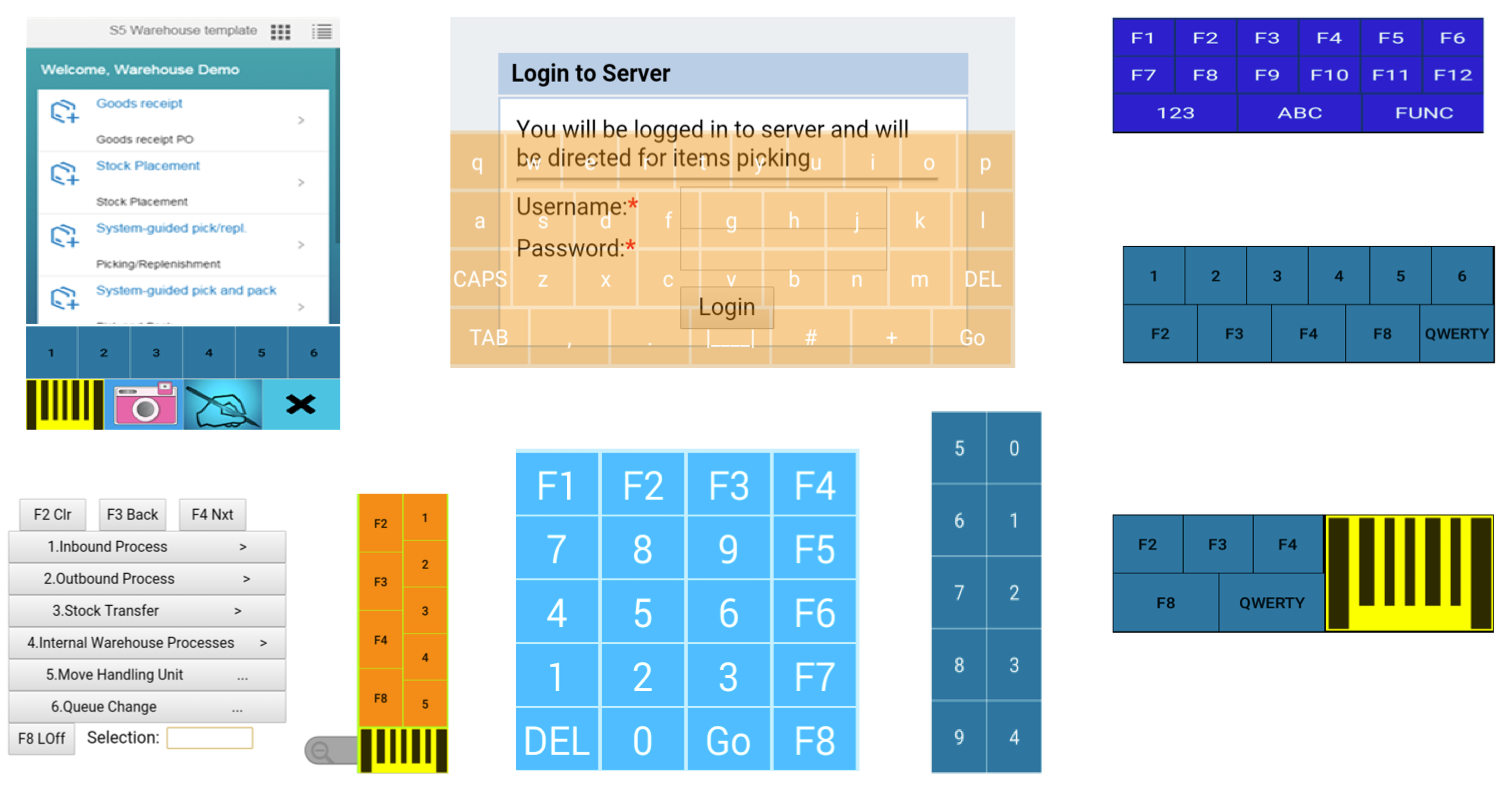 S5 Warehouse template
Welcome, Warehouse Demo
Goods receipt
Goods receipt PO
Stock Placement
Stock Placement
System-guided pick/repl.
Picking/Replenishment
System-guided pick and pack
1 2 3 4 5 6
Login to Server
You will be logged in to server and will
be directed for items picking
q w e r t y u i o p
Username:*
a s d f g h j k l
Password:*
CAPS z x c v b n m DEL
Login
TAB , . |___| # + Go
F1 F2 F3 F4 F5 F6
F7 F8 F9 F10 F11 F12
123 ABC FUNC
1 2 3 4 5 6
F2 F3 F4 F8 QWERTY
F2 Clr F3 Back F4 Nxt
1.Inbound Process >
2.Outbound Process >
3.Stock Transfer >
4.Internal Warehouse Processes >
5.Move Handling Unit ...
6.Queue Change ...
F8 LOff Selection:
F2 1
2
F3
3
F4
4
F8 5
F1 F2 F3 F4
7 8 9 F5
4 5 6 F6
1 2 3 F7
DEL 0 Go F8
5 0
6 1
7 2
8 3
9 4
F2 F3 F4
F8 QWERTY